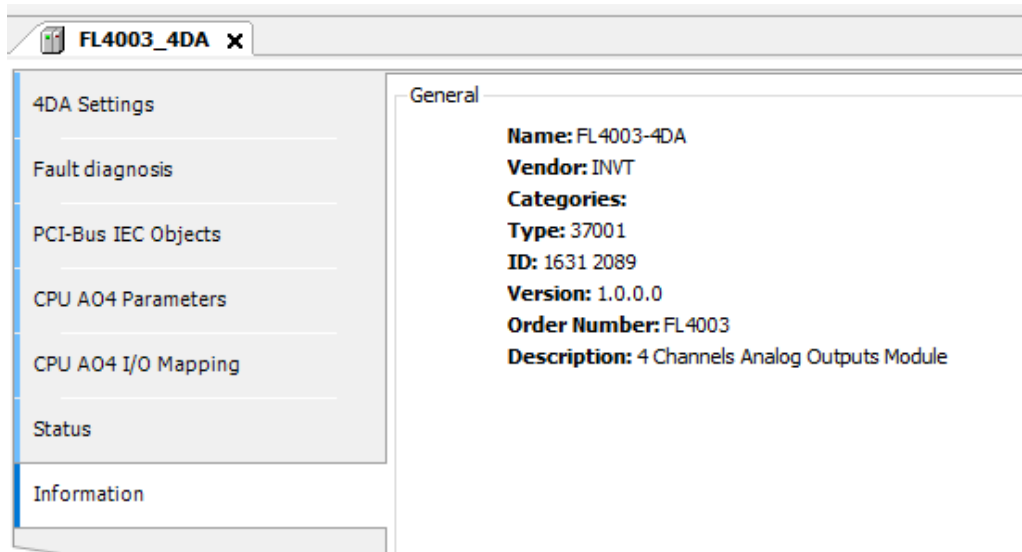 FL4003_4DA
4DA Settings
Fault diagnosis
PCI-Bus IEC Objects
CPU AO4 Parameters
CPU AO4 I/O Mapping
Status
Information
General
Name: FL4003-4DA
Vendor: INVT
Categories:
Type: 37001
ID: 1631 2089
Version: 1.0.0.0
Order Number: FL4003
Description: 4 Channels Analog Outputs Module